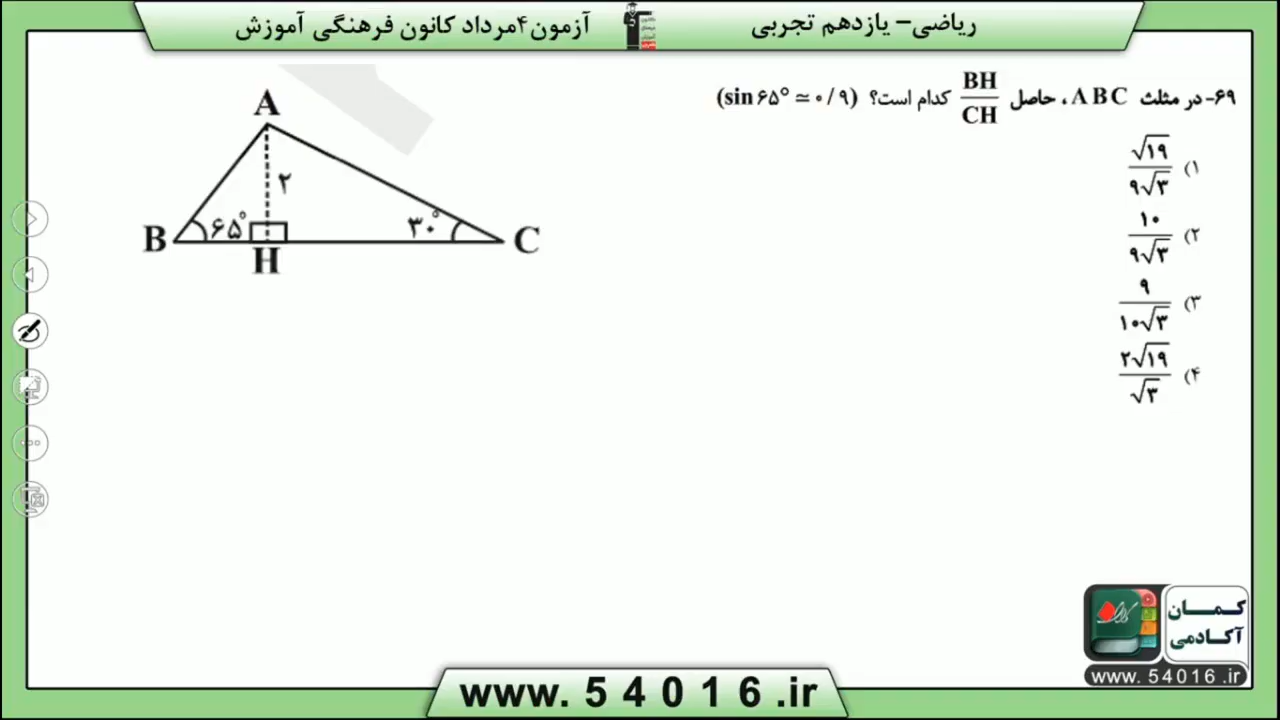 ریاضی- یازدهم تجربی
آزمون۴مرداد کانون فرهنگی آموزش
۶۹- در مثلث ABC، حاصل BH/CH کدام است؟ (sin ۶۵° ≃ ۰/۹)
۱) √۱۹ / ۹√۳
۲) ۱۰ / ۹√۳
۳) ۹ / ۱۰√۳
۴) ۲√۱۹ / √۳
A
۲
B ۶۵° ۳۰° C
H
کمان
آکادمی
www. 54016 .ir
www. 5 4 0 1 6 .ir